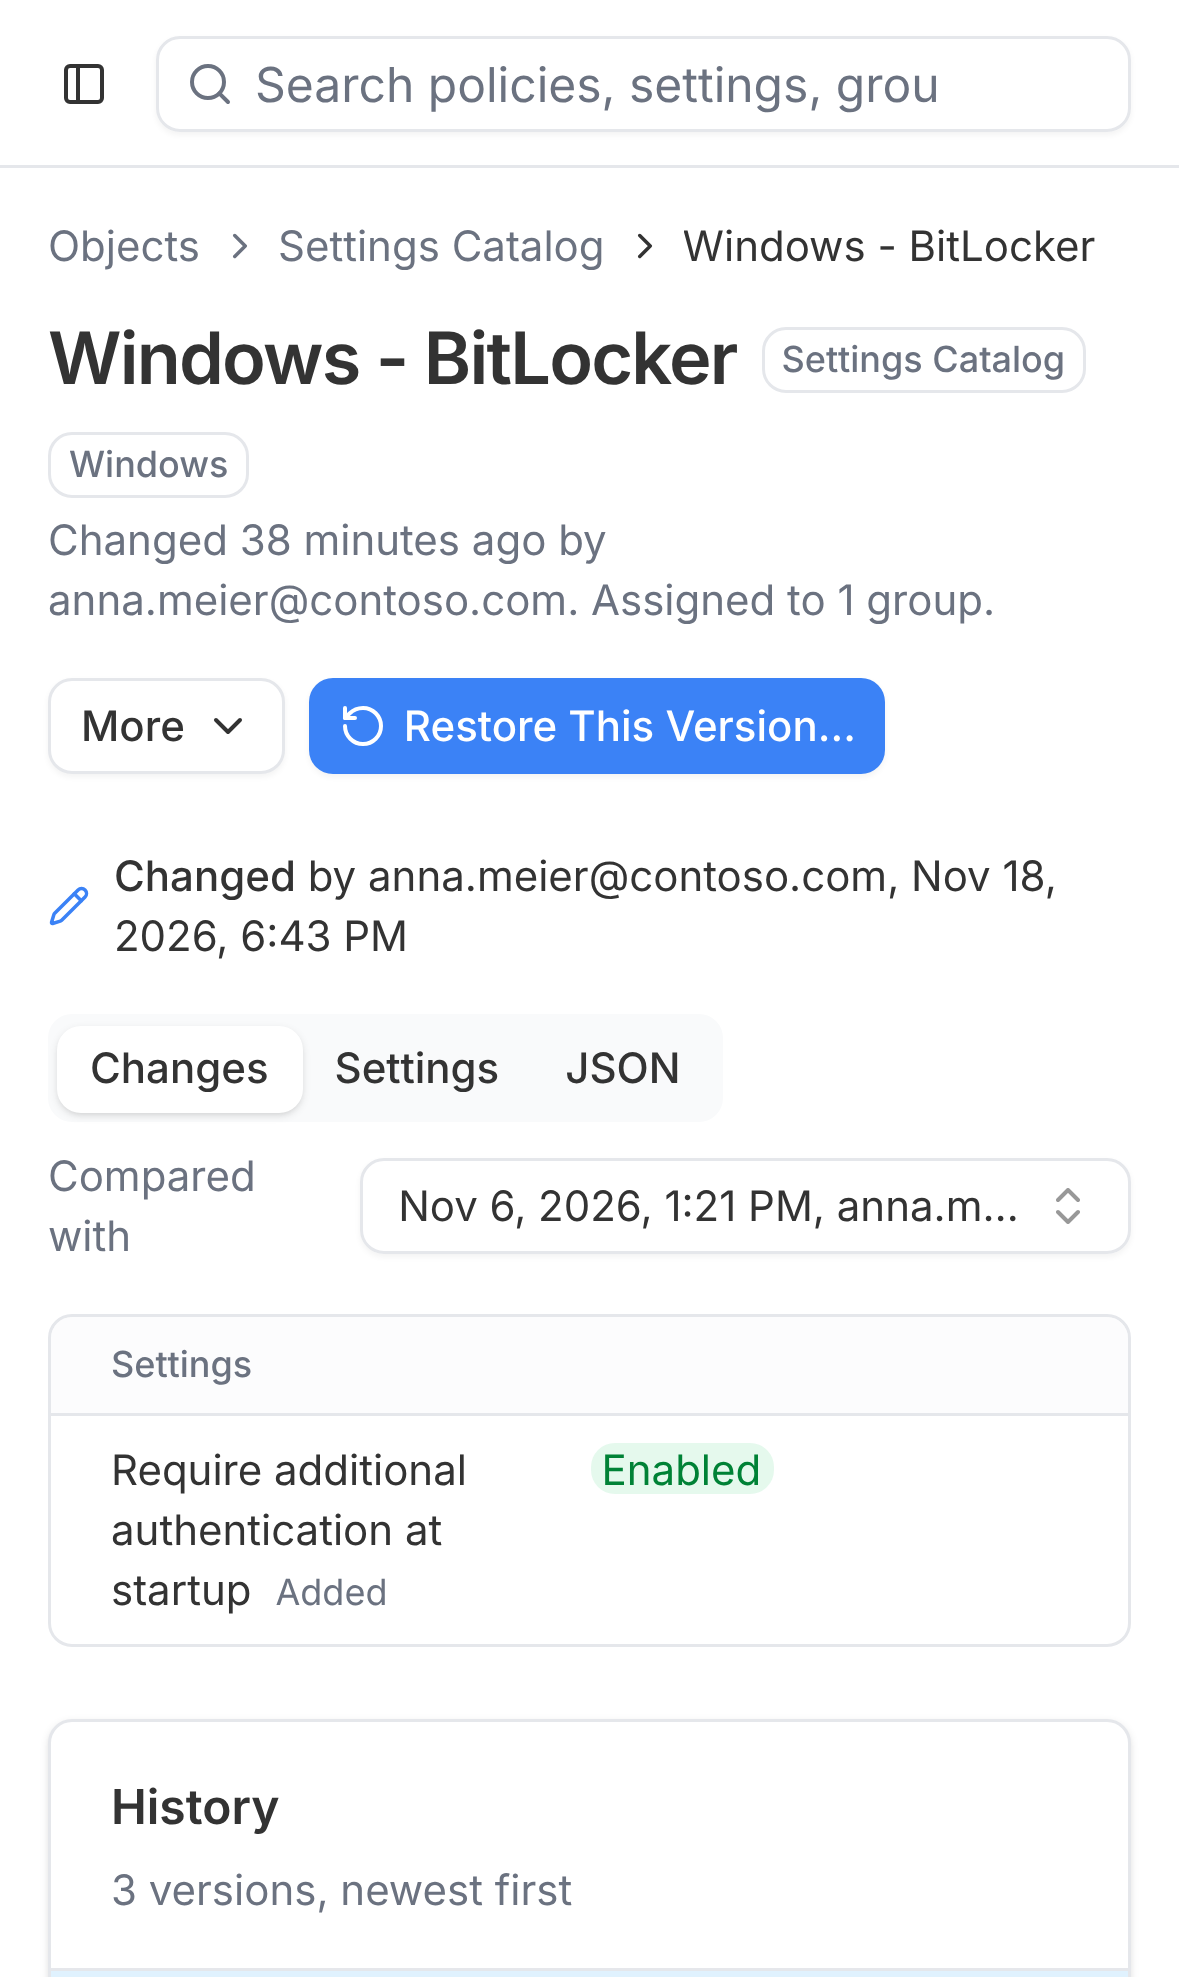 Search policies, settings, grou
Objects > Settings Catalog > Windows - BitLocker
Windows - BitLocker Settings Catalog
Windows
Changed 38 minutes ago by
anna.meier@contoso.com. Assigned to 1 group.
More Restore This Version...
Changed by anna.meier@contoso.com, Nov 18,
2026, 6:43 PM
Changes Settings JSON
Compared
with
Nov 6, 2026, 1:21 PM, anna.m...
Settings
Require additional Enabled
authentication at
startup Added
History
3 versions, newest first